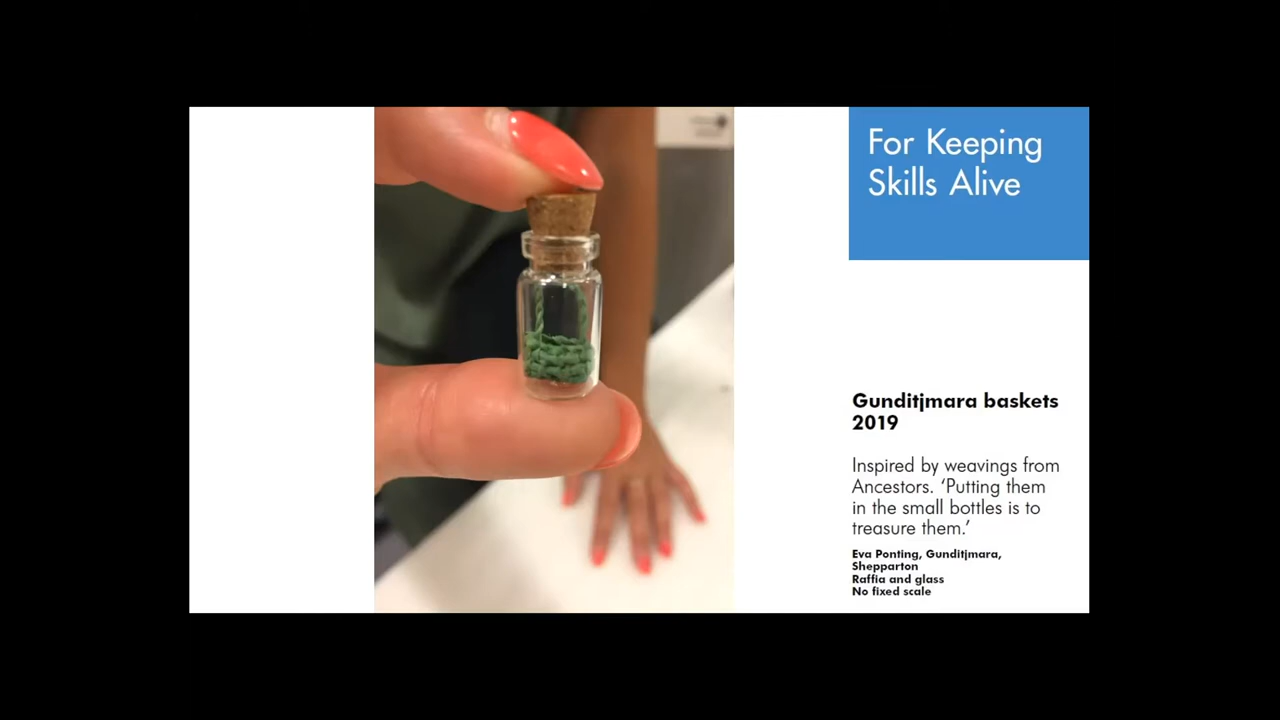 For Keeping
Skills Alive
Gunditjmara baskets
2019
Inspired by weavings from
Ancestors. ‘Putting them
in the small bottles is to
treasure them.’
Eva Ponting, Gunditjmara,
Shepparton
Raffia and glass
No fixed scale